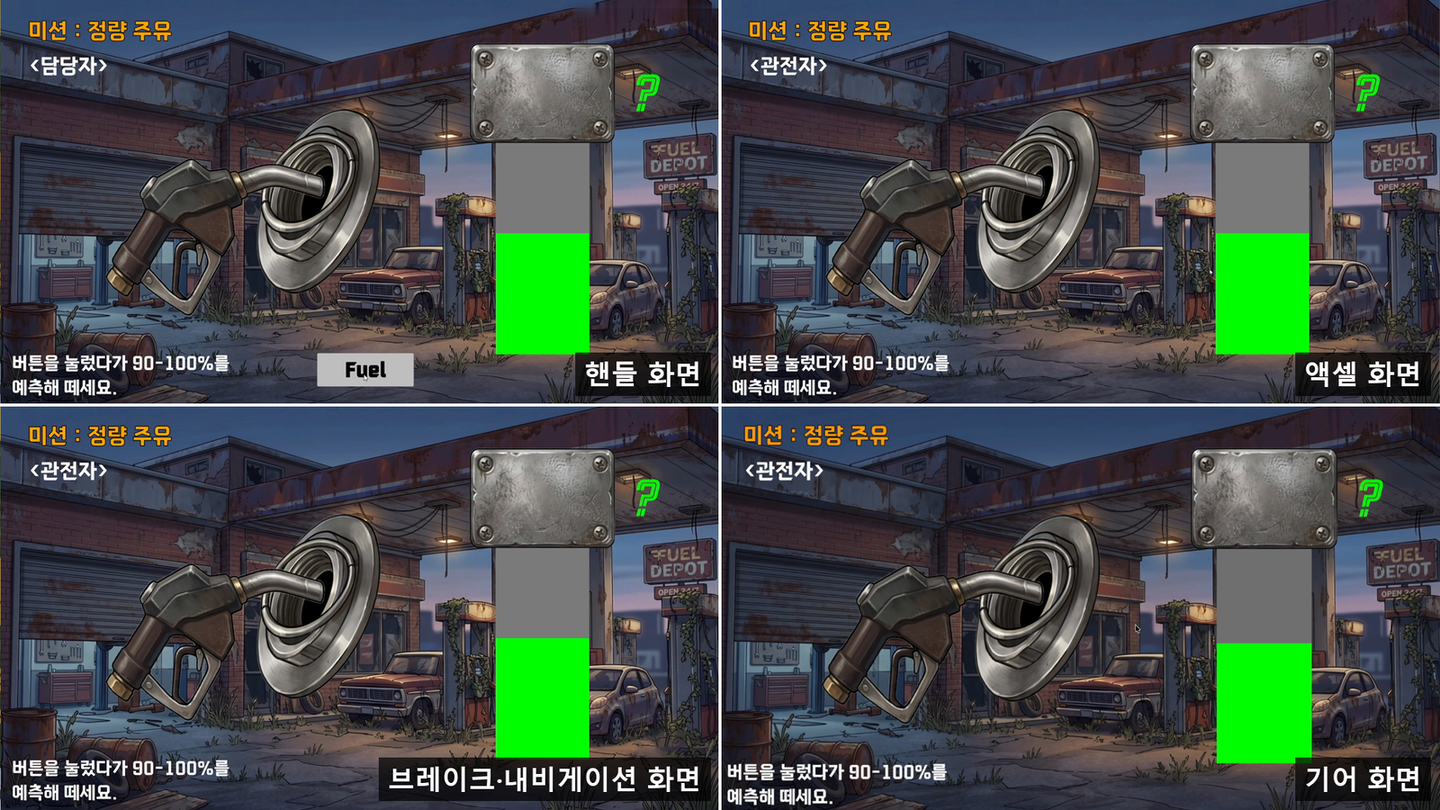 미션 : 정량 주유
<담당자>
?
FUEL
DEPOT
버튼을 눌렀다가 90-100%를
예측해 떼세요.
Fuel
핸들 화면
미션 : 정량 주유
<관전자>
?
FUEL
DEPOT
버튼을 눌렀다가 90-100%를
예측해 떼세요.
액셀 화면
미션 : 정량 주유
<관전자>
?
FUEL
DEPOT
버튼을 눌렀다가 90-100%를
예측해 떼세요.
브레이크·내비게이션 화면
미션 : 정량 주유
<관전자>
?
FUEL
DEPOT
버튼을 눌렀다가 90-100%를
예측해 떼세요.
기어 화면